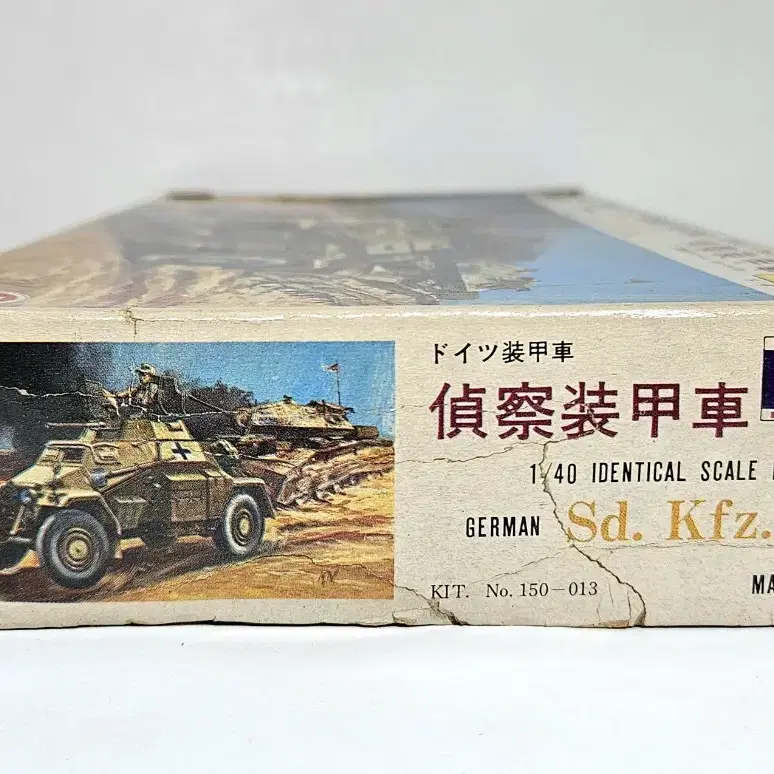 ドイツ装甲車
偵察装甲車
1/40 IDENTICAL SCALE
GERMAN Sd. Kfz.
KIT. No. 150-013
MA